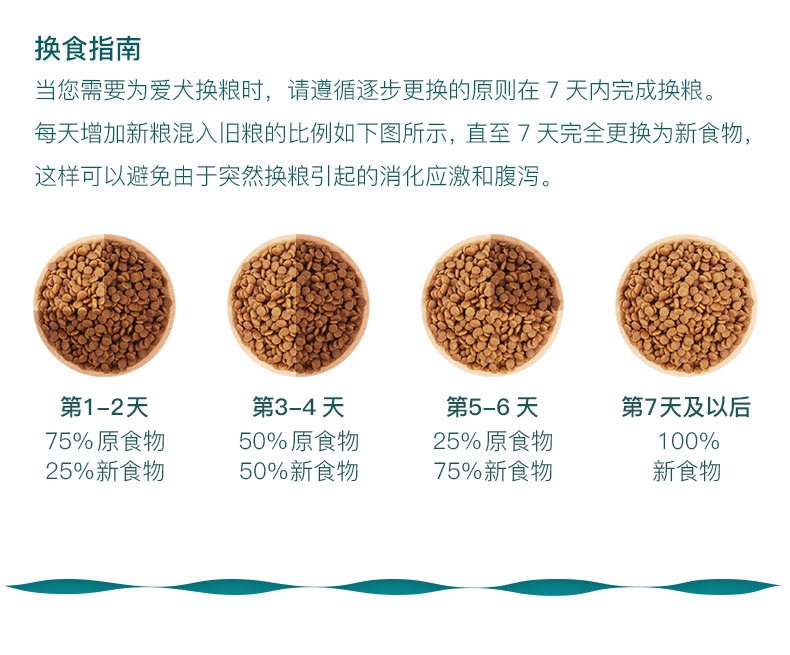 换食指南
当您需要为爱犬换粮时，请遵循逐步更换的原则在 7 天内完成换粮。
每天增加新粮混入旧粮的比例如下图所示, 直至 7 天完全更换为新食物，
这样可以避免由于突然换粮引起的消化应激和腹泻。
第1-2天
75%原食物
25%新食物
第3-4 天
50%原食物
50%新食物
第5-6 天
25%原食物
75%新食物
第7天及以后
100%
新食物